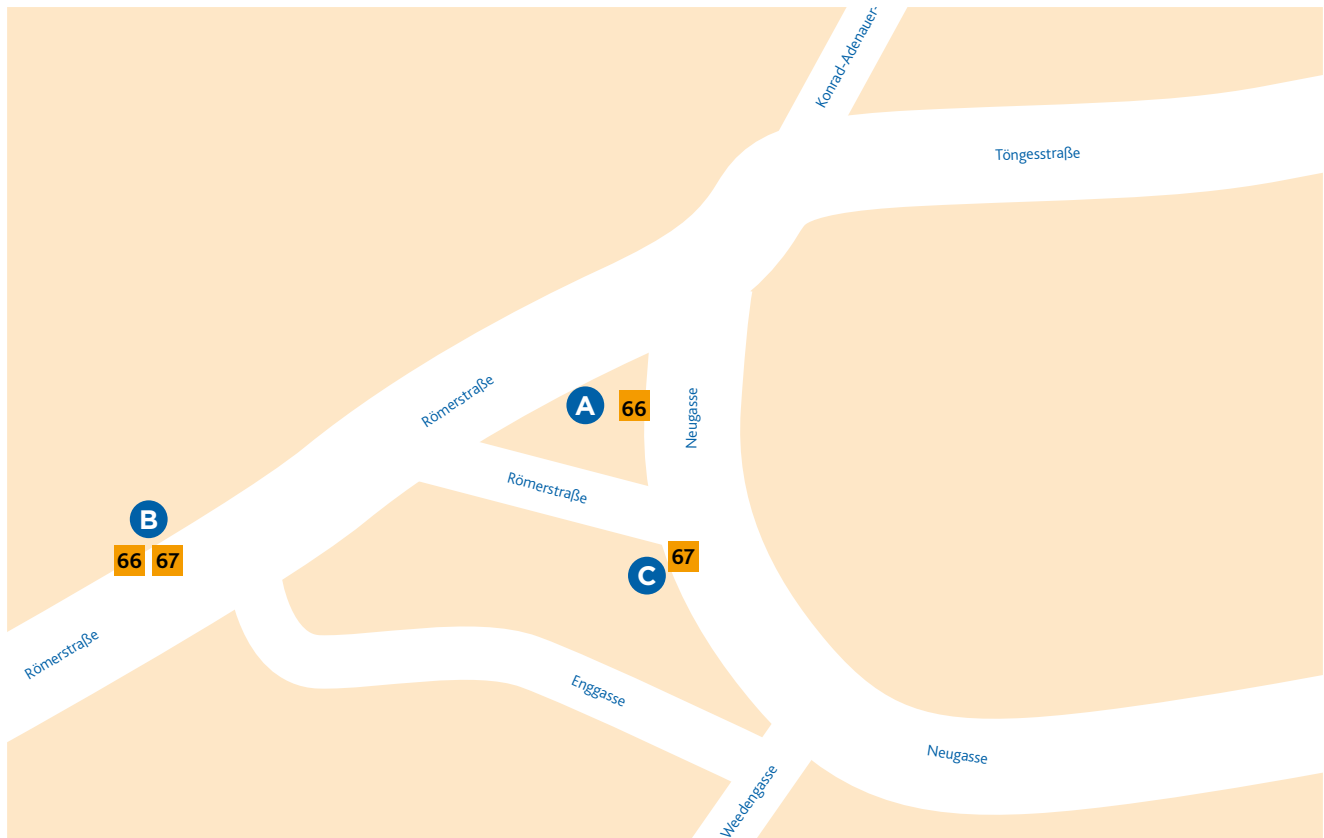 Konrad-Adenauer-
Töngesstraße
Römerstraße
A
66
Neugasse
Römerstraße
B
66 67
67
C
Römerstraße
Enggasse
Neugasse
Weedengasse